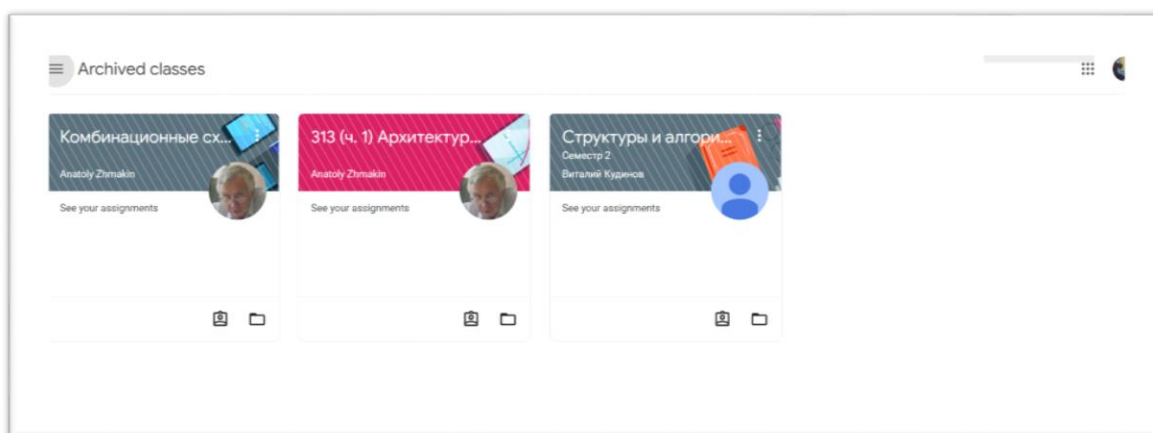 Archived classes
Комбинационные сх...
Anatoly Zhmakin
See your assignments
313 (ч. 1) Архитектур...
Anatoly Zhmakin
See your assignments
Структуры и алгори...
Семестр 2
Виталий Кудинов
See your assignments